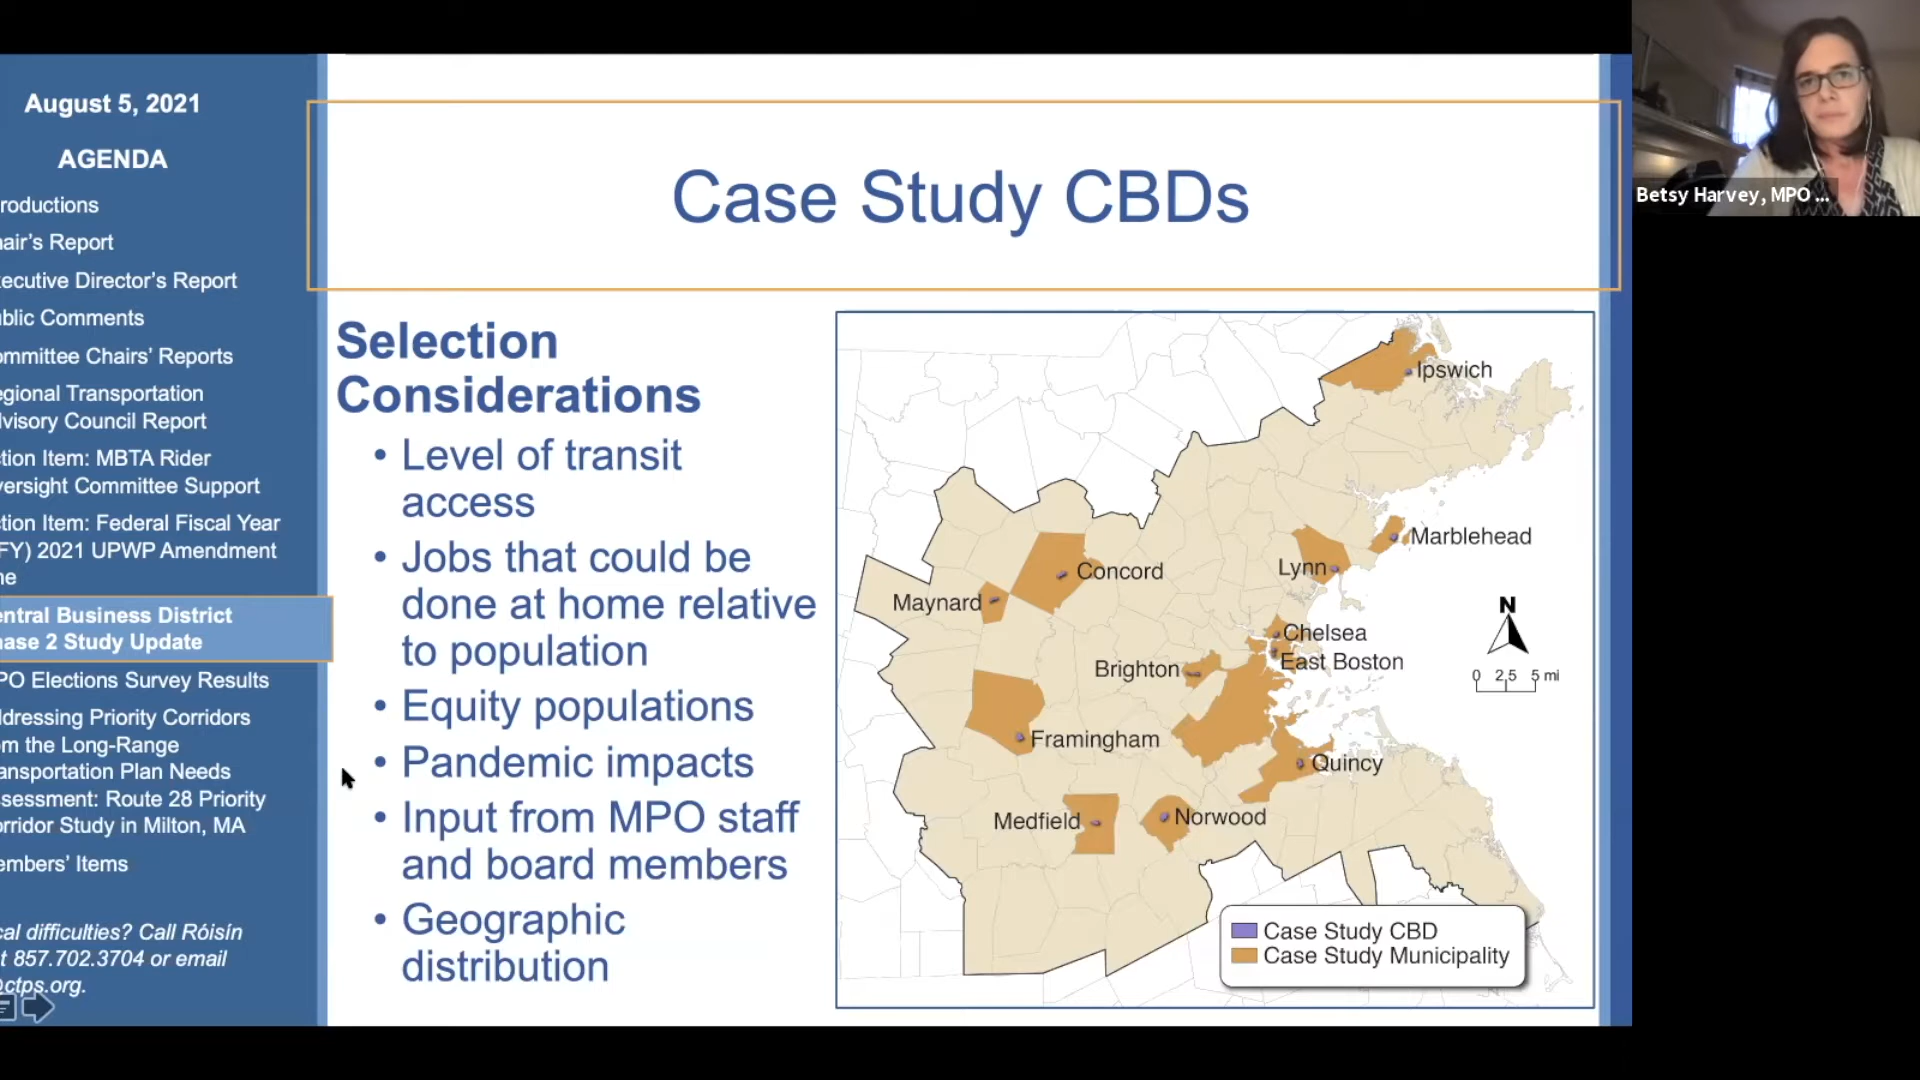 August 5, 2021
AGENDA
roductions
air's Report
ecutive Director's Report
blic Comments
ommittee Chairs' Reports
egional Transportation
dvisory Council Report
tion Item: MBTA Rider
versight Committee Support
tion Item: Federal Fiscal Year
FY) 2021 UPWP Amendment
ne
entral Business District
hase 2 Study Update
PO Elections Survey Results
ddressing Priority Corridors
om the Long-Range
ansportation Plan Needs
ssessment: Route 28 Priority
orridor Study in Milton, MA
embers' Items
cal difficulties? Call Róisín
t 857.702.3704 or email
@ctps.org.
Case Study CBDs
Selection
Considerations
• Level of transit
access
• Jobs that could be
done at home relative
to population
• Equity populations
• Pandemic impacts
• Input from MPO staff
and board members
• Geographic
distribution
Ipswich
Marblehead
Lynn
Concord
Maynard
Chelsea
East Boston
Brighton
Framingham
Quincy
Medfield
Norwood
N
0 2.5 5 mi
Case Study CBD
Case Study Municipality
Betsy Harvey, MPO ...